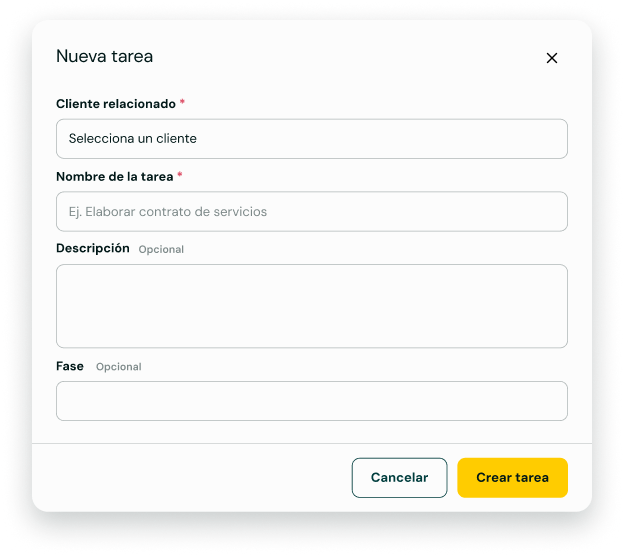 Nueva tarea
Cliente relacionado *
Selecciona un cliente
Nombre de la tarea *
Ej. Elaborar contrato de servicios
Descripción Opcional
Fase Opcional
Cancelar Crear tarea